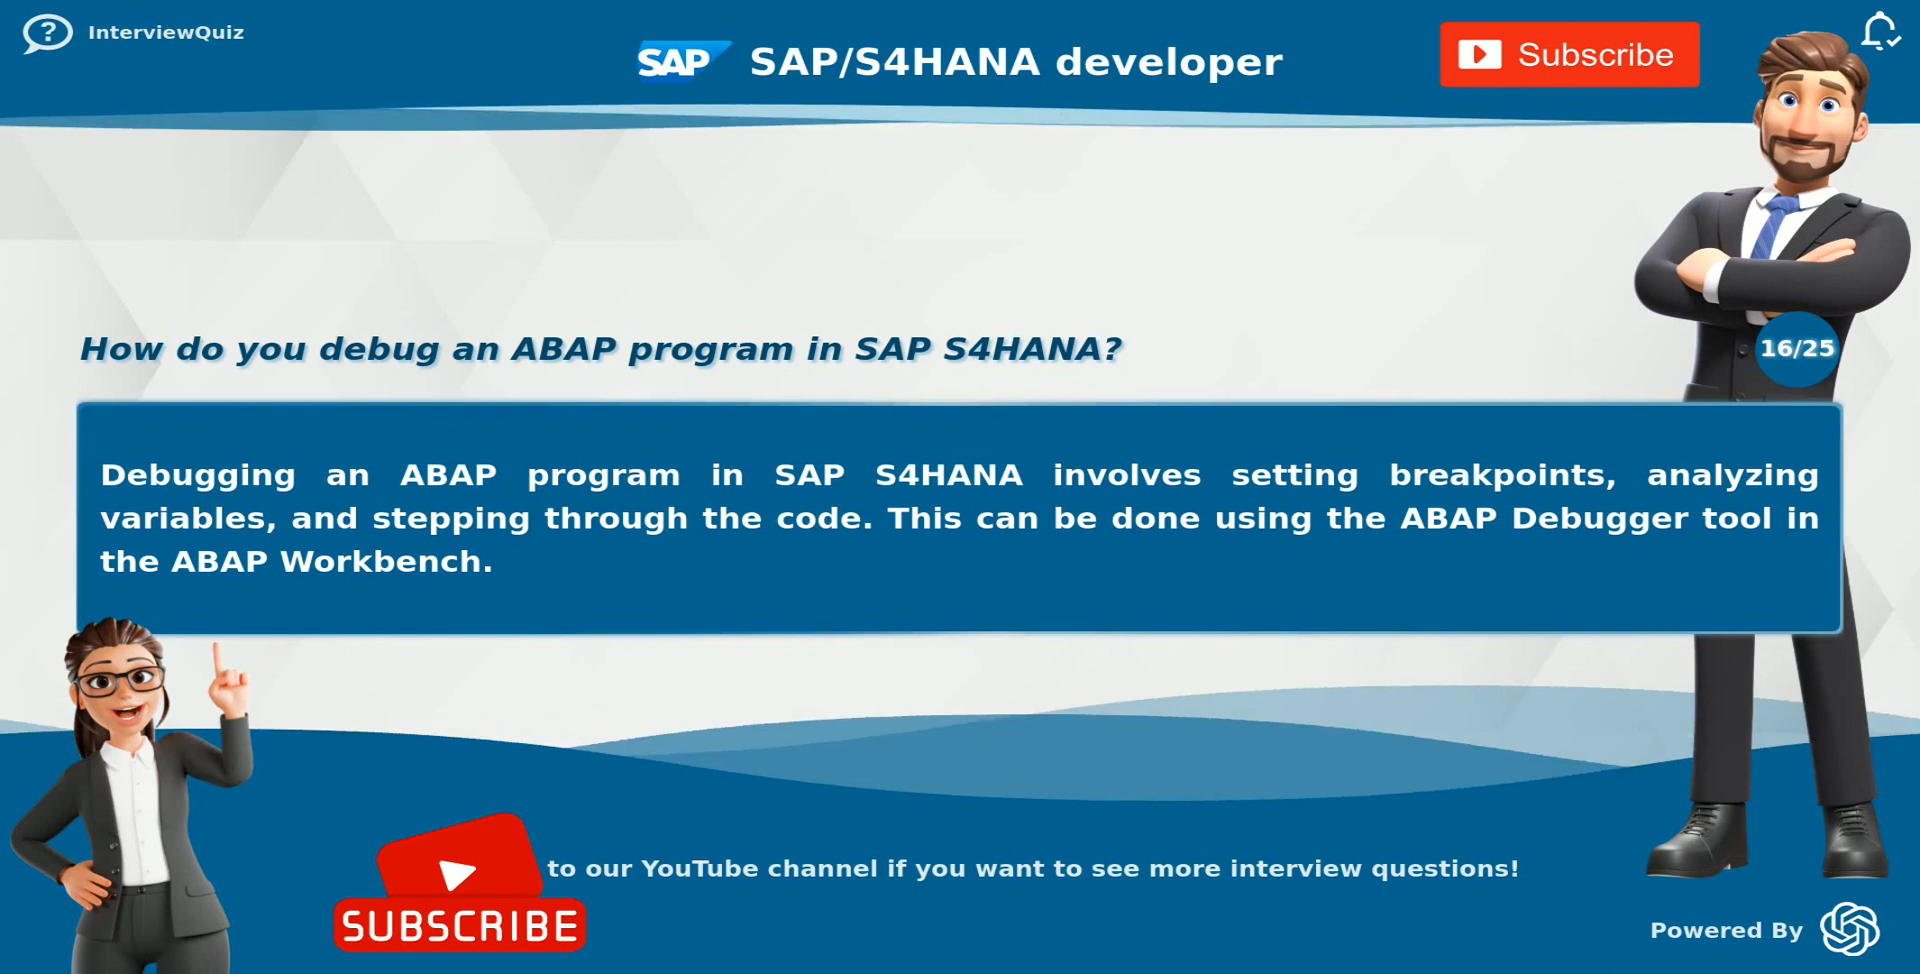 InterviewQuiz
SAP SAP/S4HANA developer
Subscribe
How do you debug an ABAP program in SAP S4HANA?
16/25
Debugging an ABAP program in SAP S4HANA involves setting breakpoints, analyzing
variables, and stepping through the code. This can be done using the ABAP Debugger tool in
the ABAP Workbench.
to our YouTube channel if you want to see more interview questions!
SUBSCRIBE
Powered By